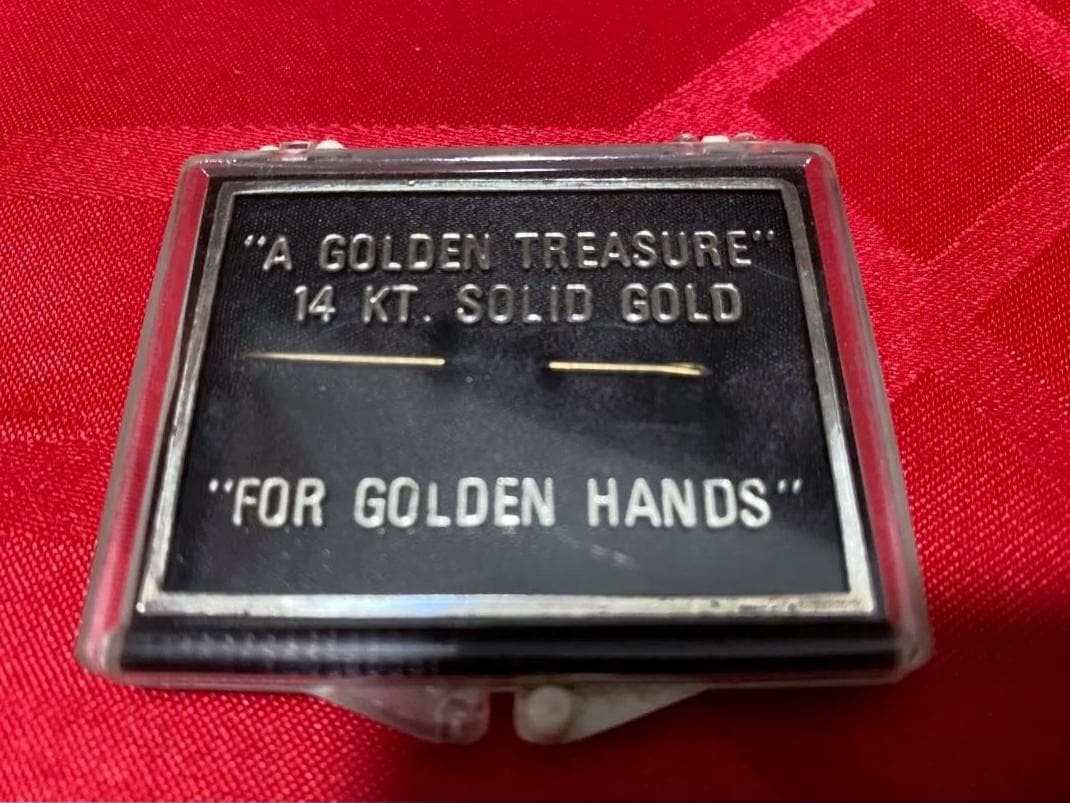 "A GOLDEN TREASURE"
14 KT. SOLID GOLD
"FOR GOLDEN HANDS"